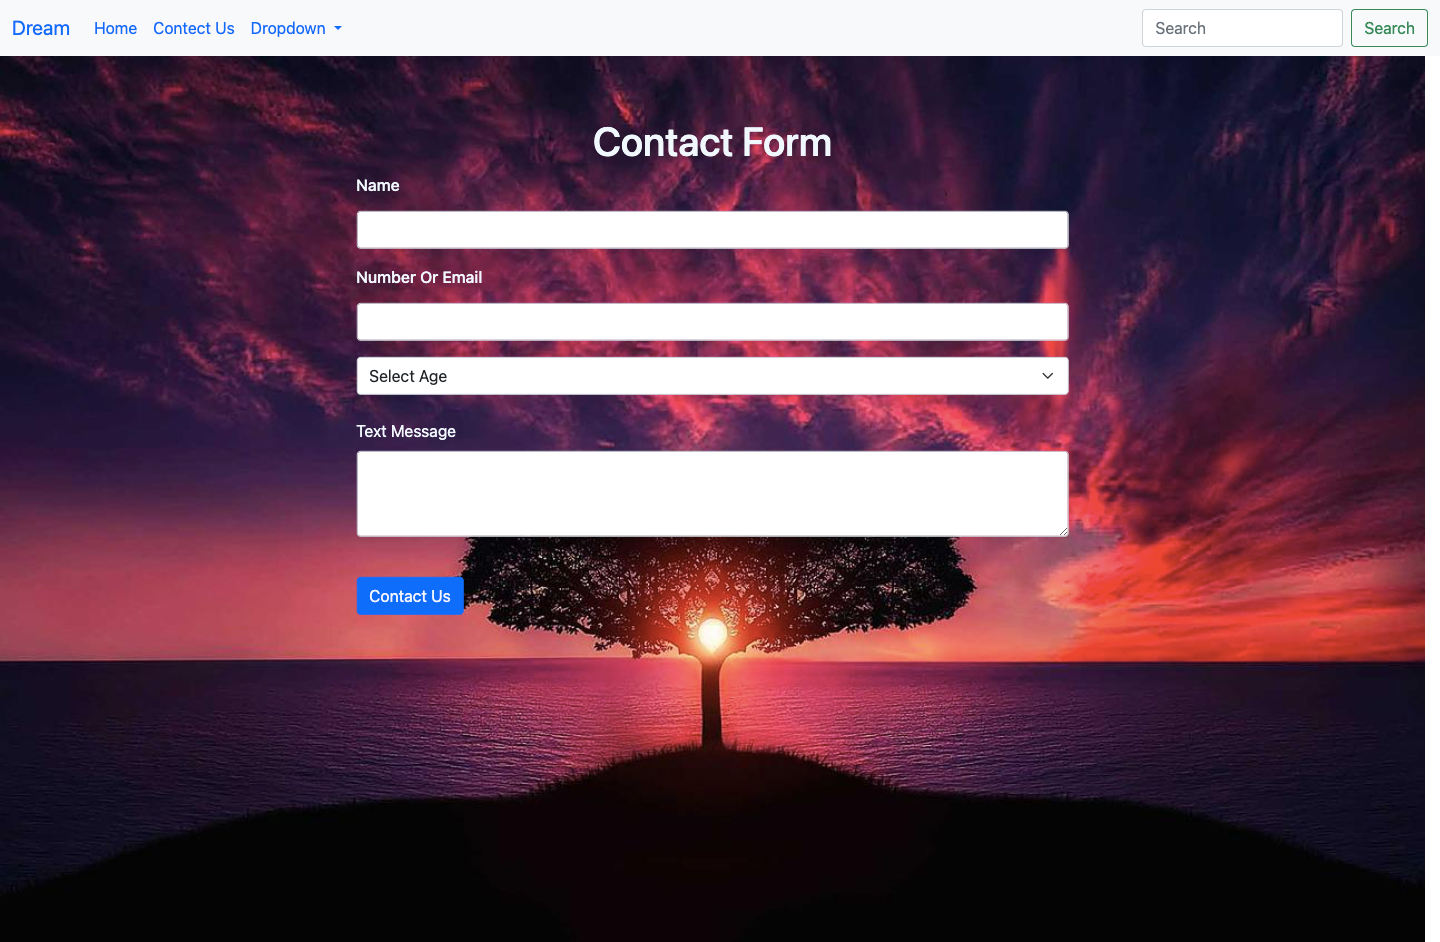 Dream Home Contect Us Dropdown Search Search
Contact Form
Name
Number Or Email
Select Age
Text Message
Contact Us